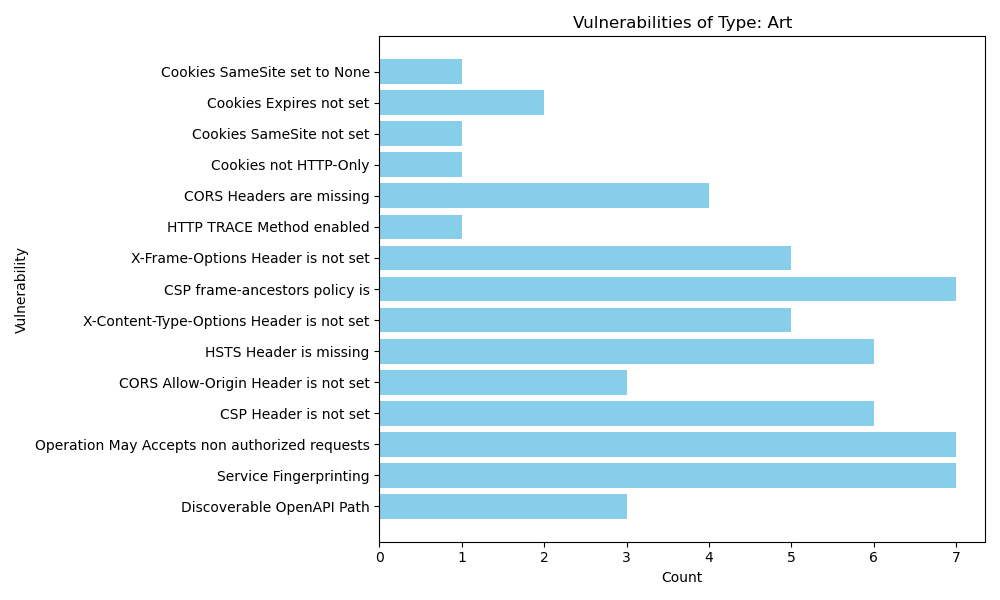 Vulnerabilities of Type: Art
Vulnerability
Cookies SameSite set to None
Cookies Expires not set
Cookies SameSite not set
Cookies not HTTP-Only
CORS Headers are missing
HTTP TRACE Method enabled
X-Frame-Options Header is not set
CSP frame-ancestors policy is
X-Content-Type-Options Header is not set
HSTS Header is missing
CORS Allow-Origin Header is not set
CSP Header is not set
Operation May Accepts non authorized requests
Service Fingerprinting
Discoverable OpenAPI Path
0 1 2 3 4 5 6 7
Count